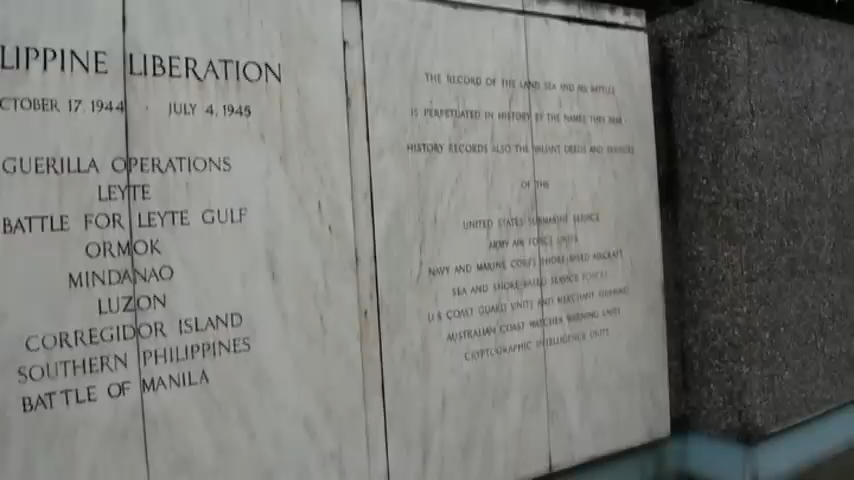 LIPPINE LIBERATION
CTOBER 17, 1944 · JULY 4, 1945
GUERILLA OPERATIONS
LEYTE
BATTLE FOR LEYTE GULF
ORMOK
MINDANAO
LUZON
CORREGIDOR ISLAND
SOUTHERN PHILIPPINES
BATTLE OF MANILA
THE RECORD OF THE LAND SEA AND AIR BATTLES
IS PERPETUATED IN HISTORY BY THE NAMES THEY BEAR
HISTORY RECORDS ALSO THE VALIANT DEEDS AND SERVICES
OF THE
UNITED STATES SUBMARINE SERVICE
ARMY AIR FORCE UNITS
NAVY AND MARINE CORPS SHORE-BASED AIRCRAFT
SEA AND SHORE-BASED SERVICE FORCES
U S COAST GUARD UNITS AND MERCHANT SHIPPING
AUSTRALIAN COAST WATCHER WARNING UNITS
CRYPTOGRAPHIC INTELLIGENCE UNITS